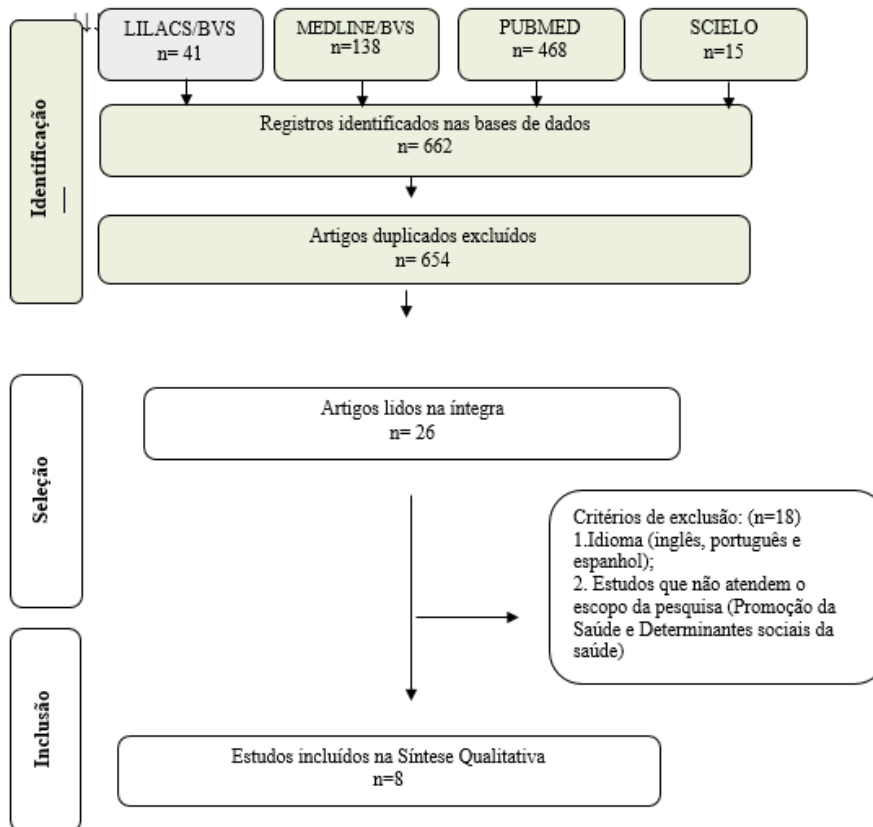 LILACS/BVS
n= 41
MEDLINE/BVS
n=138
PUBMED
n= 468
SCIELO
n=15
Identificação
Registros identificados nas bases de dados
n= 662
Artigos duplicados excluídos
n= 654
Seleção
Artigos lidos na íntegra
n= 26
Critérios de exclusão: (n=18)
1.Idioma (inglês, português e
espanhol);
2. Estudos que não atendem o
escopo da pesquisa (Promoção da
Saúde e Determinantes sociais da
saúde)
Inclusão
Estudos incluídos na Síntese Qualitativa
n=8